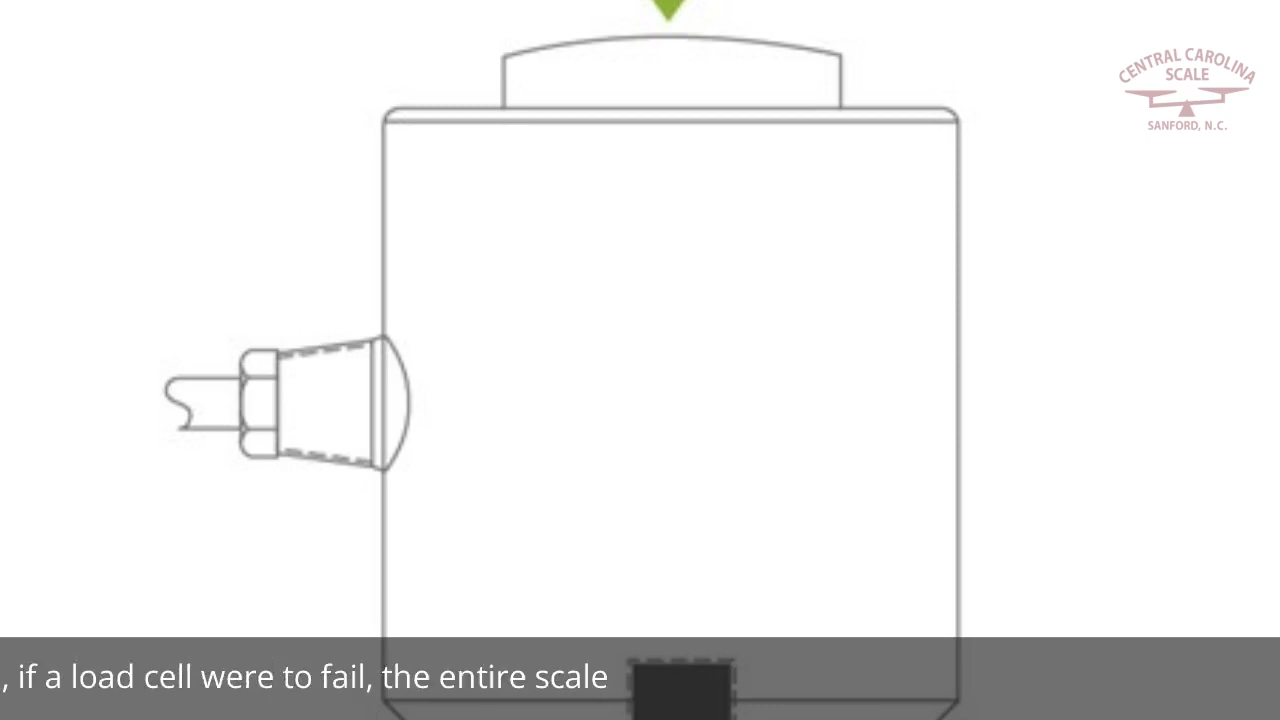 CENTRAL CAROLINA
SCALE
SANFORD, N.C.
, if a load cell were to fail, the entire scale